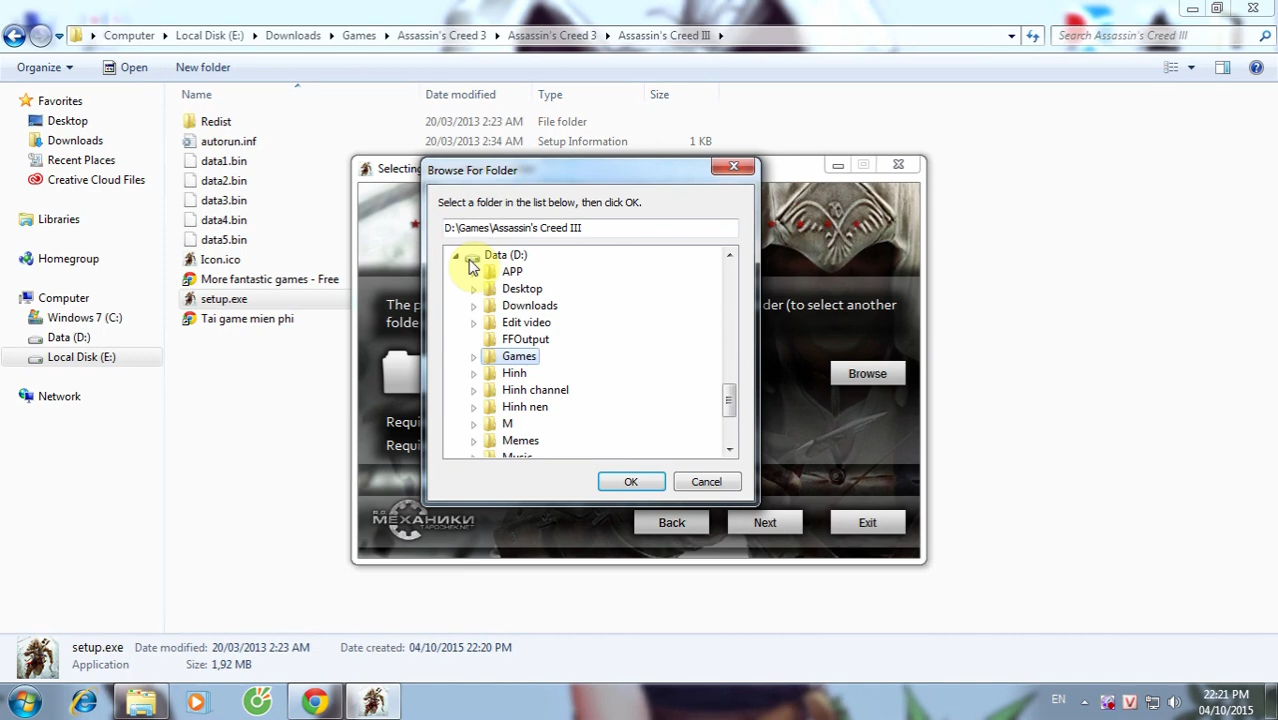 Computer
Local Disk (E:)
Downloads
Games
Assassin's Creed 3
Assassin's Creed 3
Assassin's Creed III
Search Assassin's Creed III
Organize
Open
New folder
Name
Date modified
Type
Size
Favorites
Desktop
Downloads
Recent Places
Creative Cloud Files
Libraries
Homegroup
Computer
Windows 7 (C:)
Data (D:)
Local Disk (E:)
Network
Redist
20/03/2013 2:23 AM
File folder
autorun.inf
20/03/2013 2:34 AM
Setup Information
1 KB
data1.bin
data2.bin
data3.bin
data4.bin
data5.bin
Icon.ico
More fantastic games - Free
setup.exe
Tai game mien phi
Selecting
Browse For Folder
Select a folder in the list below, then click OK.
D:\Games\Assassin's Creed III
Data (D:)
APP
Desktop
Downloads
Edit video
FFOutput
Games
Hinh
Hinh channel
Hinh nen
M
Memes
Music
OK
Cancel
The p
der (to select another
folde
Browse
Requi
Requi
R.G.
МЕХАНИКИ
TAPOCHEK.NET
Back
Next
Exit
setup.exe
Date modified: 20/03/2013 2:23 AM
Date created: 04/10/2015 22:20 PM
Application
Size: 1,92 MB
EN
22:21 PM
04/10/2015